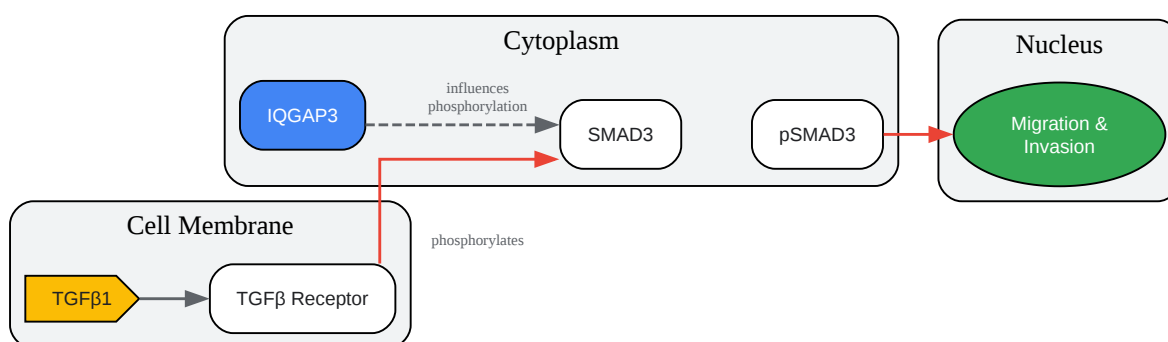 Cytoplasm
Nucleus
influences
phosphorylation
IQGAP3
SMAD3
pSMAD3
Migration &
Invasion
Cell Membrane
phosphorylates
TGFβ1
TGFβ Receptor